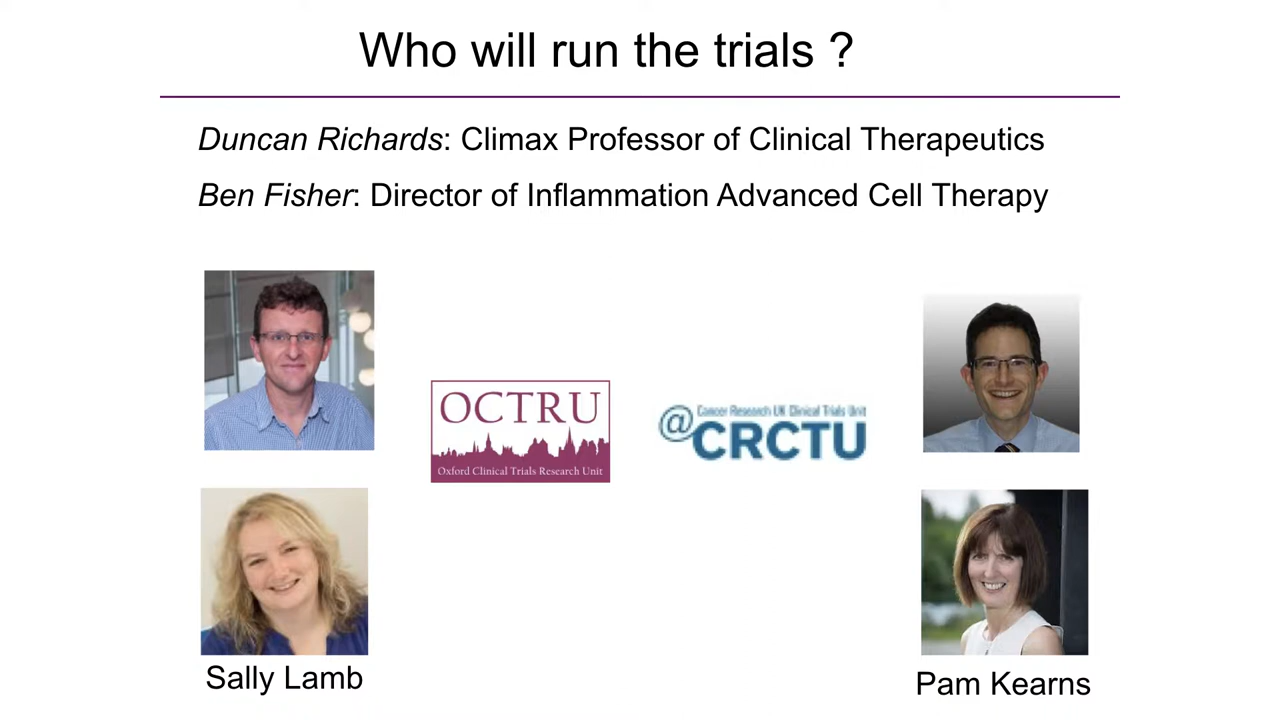 Who will run the trials ?
Duncan Richards: Climax Professor of Clinical Therapeutics
Ben Fisher: Director of Inflammation Advanced Cell Therapy
OCTRU
Oxford Clinical Trials Research Unit
@
Cancer Research UK Clinical Trials Unit
CRCTU
Sally Lamb
Pam Kearns